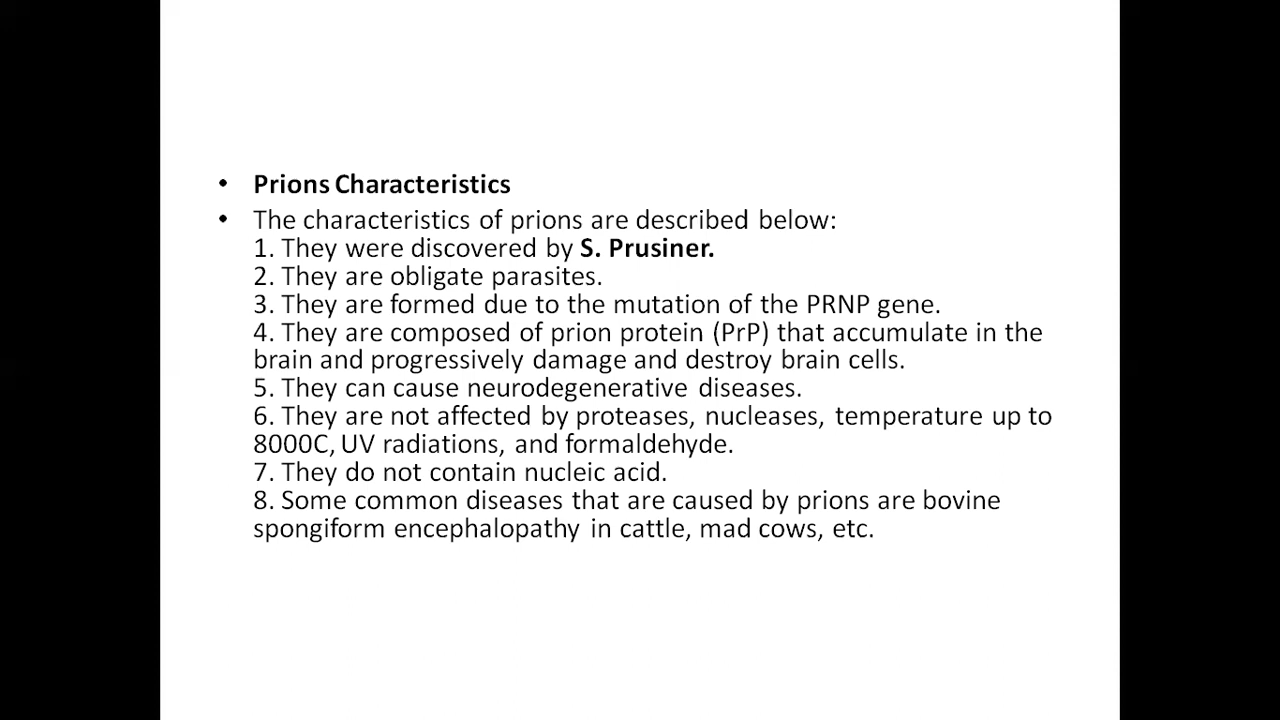 • Prions Characteristics
• The characteristics of prions are described below:
1. They were discovered by S. Prusiner.
2. They are obligate parasites.
3. They are formed due to the mutation of the PRNP gene.
4. They are composed of prion protein (PrP) that accumulate in the
brain and progressively damage and destroy brain cells.
5. They can cause neurodegenerative diseases.
6. They are not affected by proteases, nucleases, temperature up to
8000C, UV radiations, and formaldehyde.
7. They do not contain nucleic acid.
8. Some common diseases that are caused by prions are bovine
spongiform encephalopathy in cattle, mad cows, etc.